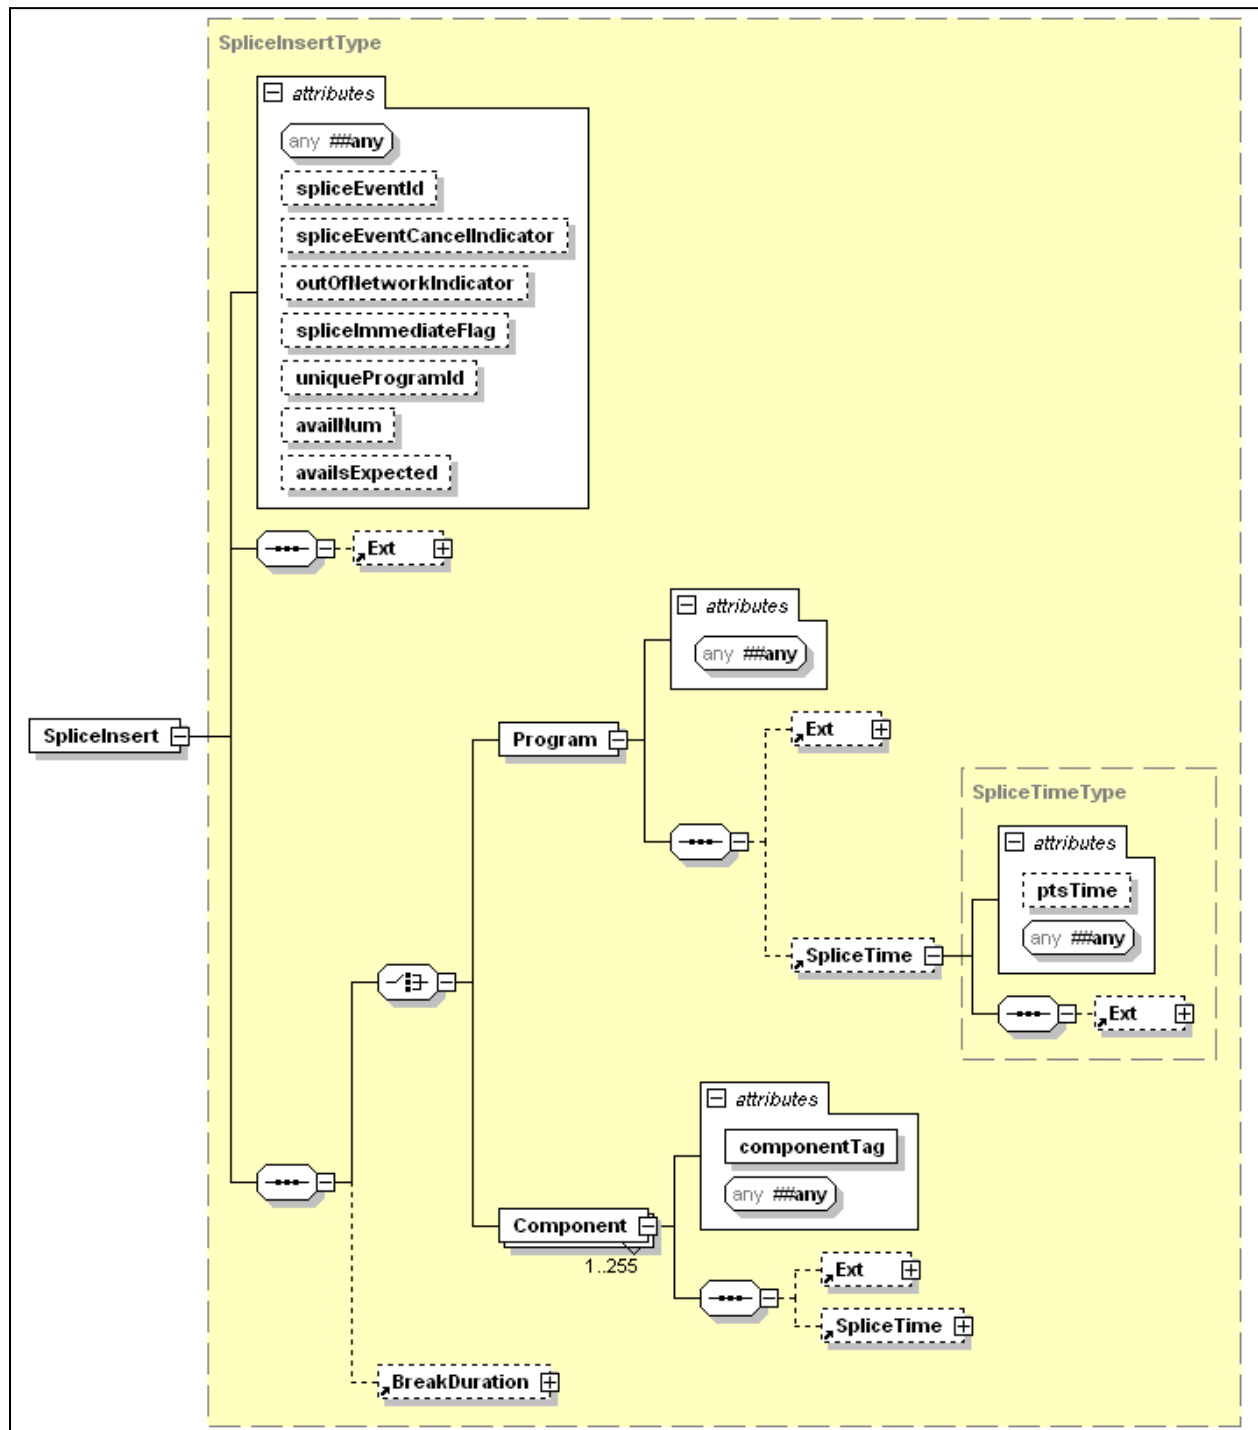 SpliceInsertType
attributes
any ##any
spliceEventId
spliceEventCancelIndicator
outOfNetworkIndicator
spliceImmediateFlag
uniqueProgramId
availNum
availsExpected
Ext
attributes
any ##any
SpliceInsert
Program
Ext
SpliceTimeType
attributes
ptsTime
any ##any
SpliceTime
Ext
attributes
componentTag
any ##any
Component
1..255
Ext
SpliceTime
BreakDuration